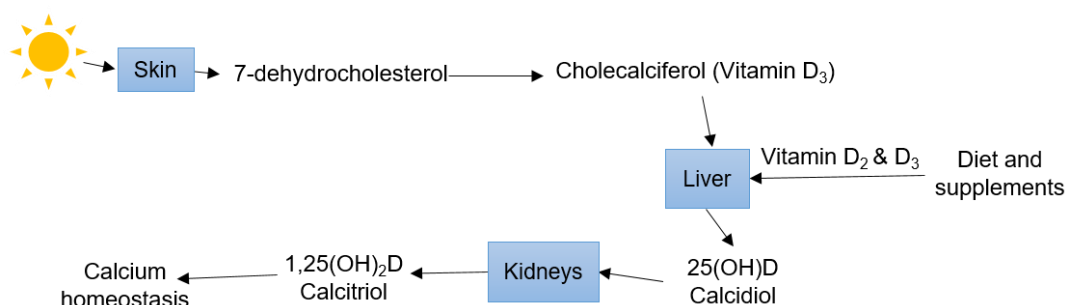 Skin
7-dehydrocholesterol
Cholecalciferol (Vitamin D₃)
Liver
Vitamin D₂ & D₃
Diet and
supplements
25(OH)D
Calcidiol
Kidneys
1,25(OH)₂D
Calcitriol
Calcium
homeostasis